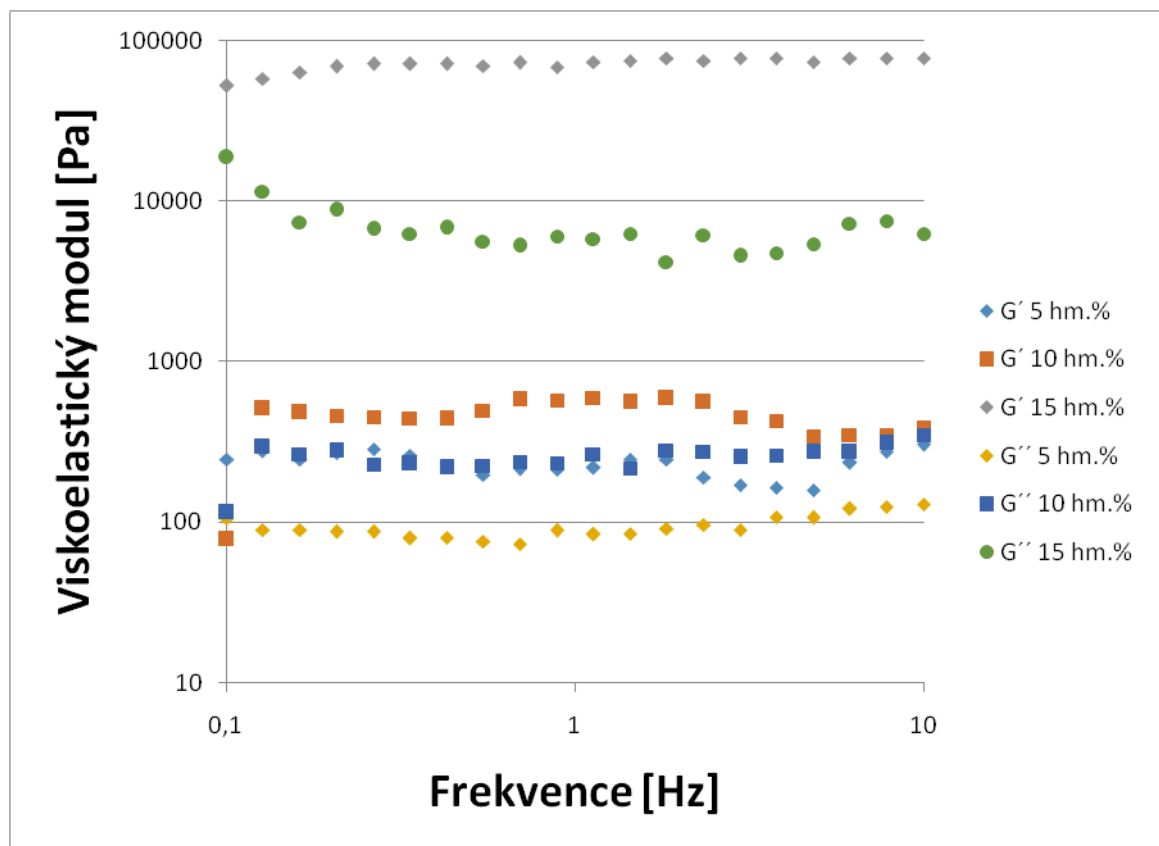 100000
10000
1000
100
10
Viskoelastický modul [Pa]
0,1
1
10
Frekvence [Hz]
G´ 5 hm.%
G´ 10 hm.%
G´ 15 hm.%
G´´ 5 hm.%
G´´ 10 hm.%
G´´ 15 hm.%